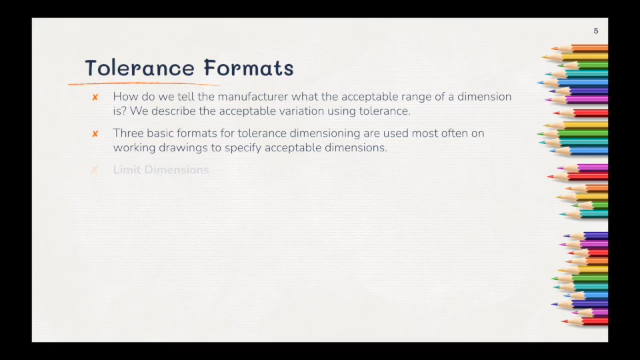 5
Tolerance Formats
How do we tell the manufacturer what the acceptable range of a dimension
is? We describe the acceptable variation using tolerance.
Three basic formats for tolerance dimensioning are used most often on
working drawings to specify acceptable dimensions.
Limit Dimensions